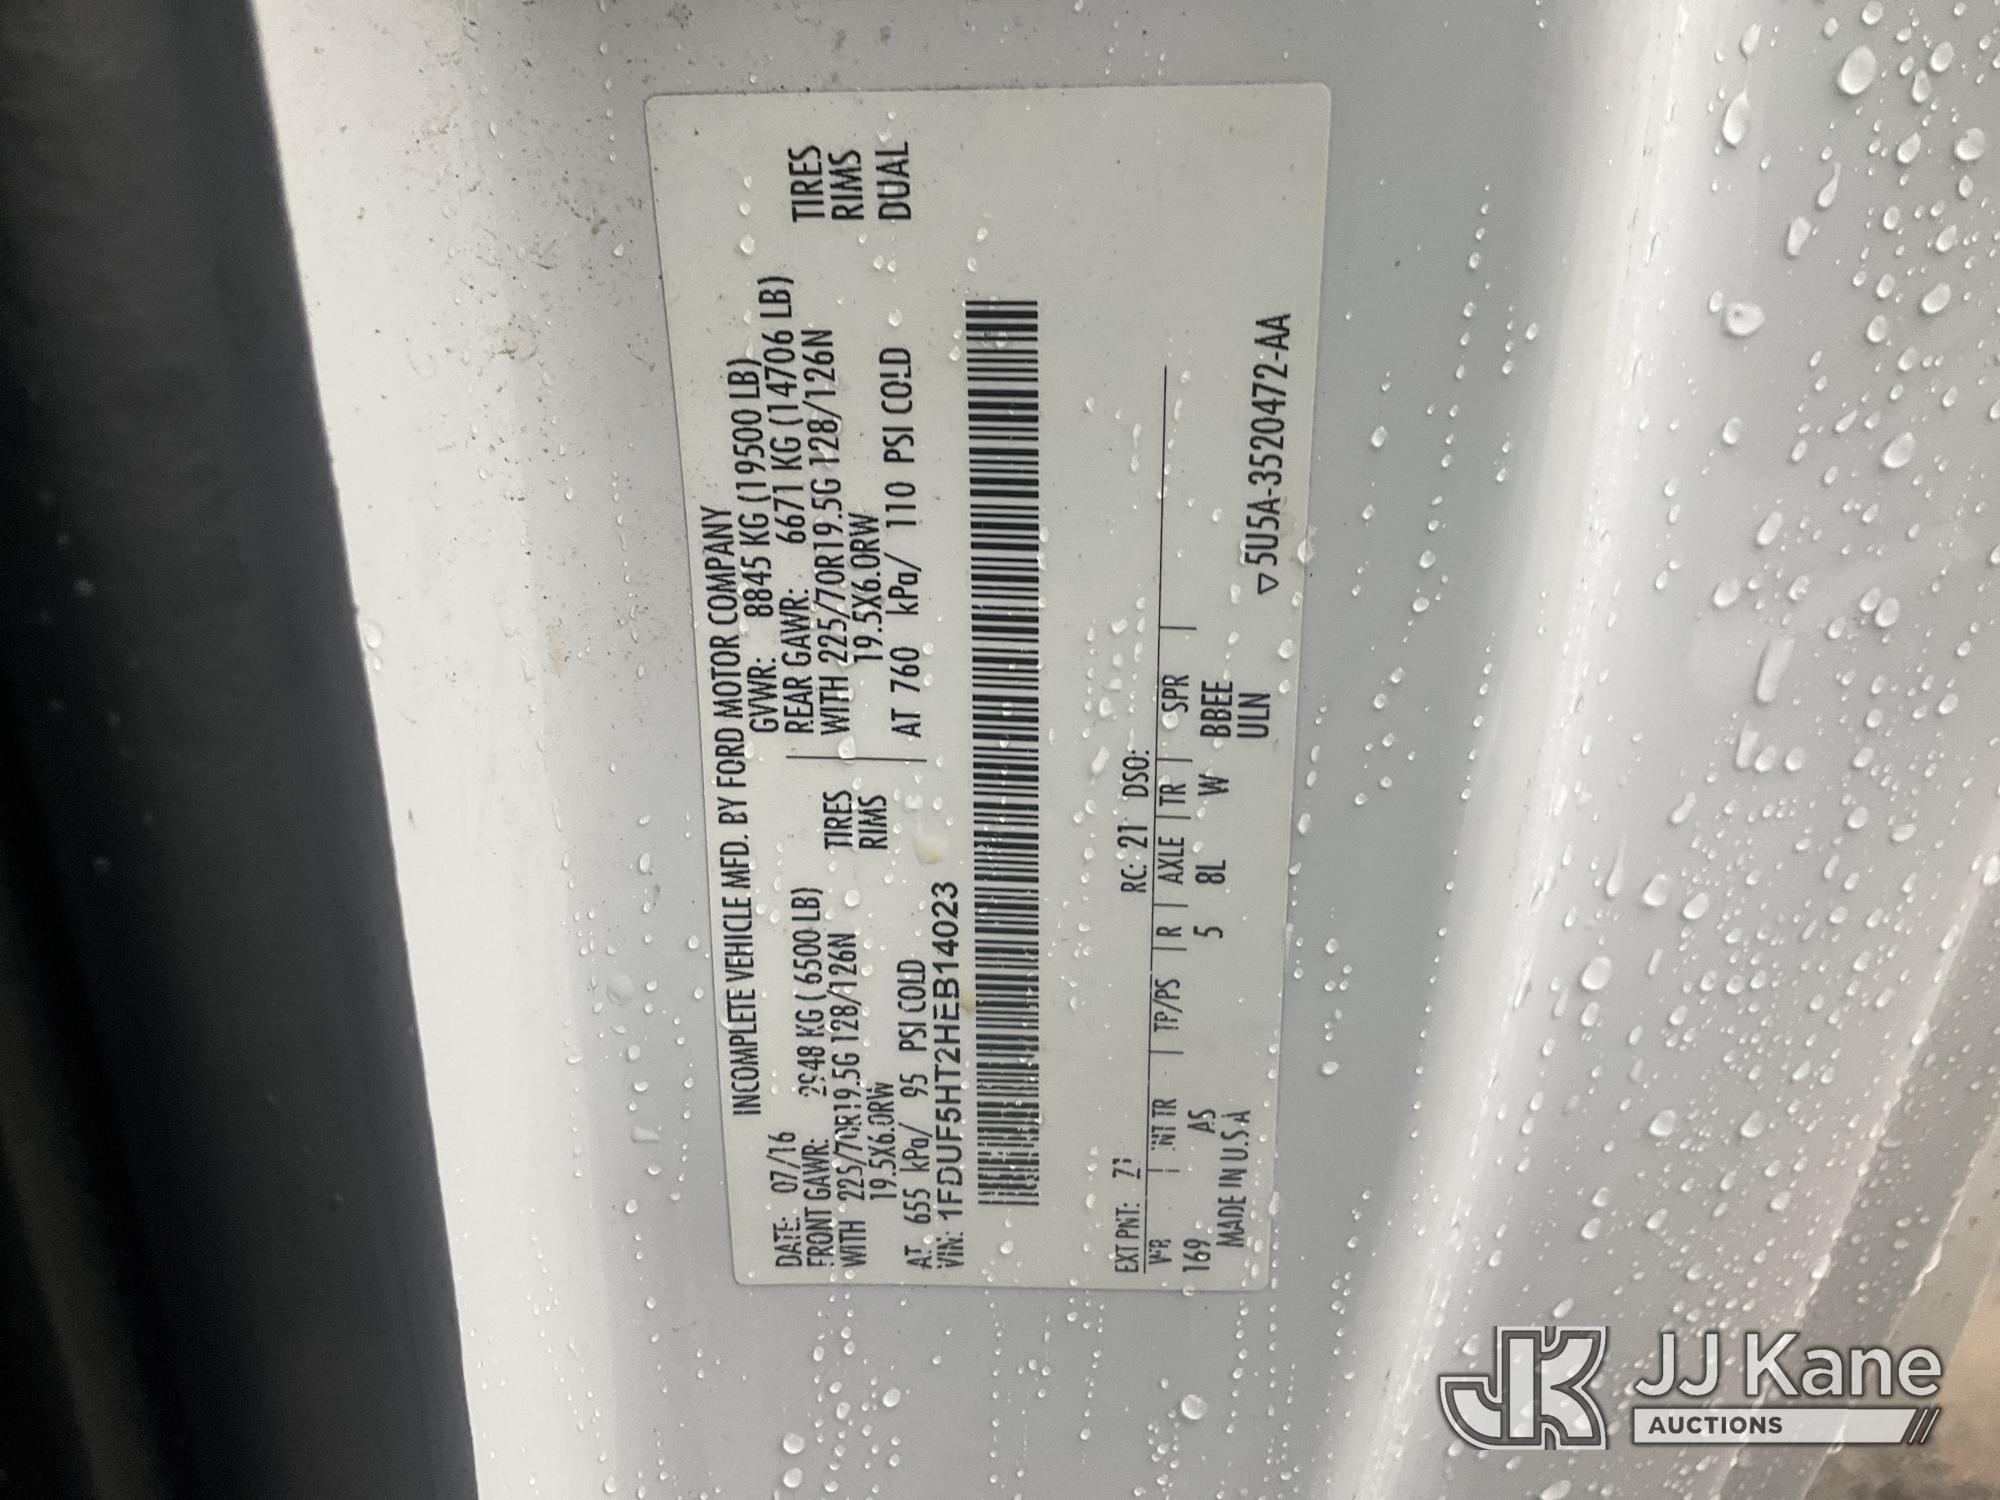 INCOMPLETE VEHICLE MFD. BY FORD MOTOR COMPANY
DATE: 07/16 GVWR: 8845 KG (19500 LB)
FRONT GAWR: 2948 KG ( 6500 LB) REAR GAWR: 6671 KG (14706 LB)
WITH 225/70R19.5G 128/126N TIRES WITH 225/70R19.5G 128/126N TIRES
19.5X6.0RW RIMS 19.5X6.0RW RIMS
AT 655 kPa/ 95 PSI COLD AT 760 kPa/ 110 PSI COLD DUAL
VIN: 1FDUF5HT2HEB14023
EXT PNT: Z1 RC: 21 DSO:
WB INT TR TP/PS R AXLE TR SPR
169 AS 5 8L W BBEE
MADE IN U.S.A ULN
▽5U5A-3520472-AA
JK JJ Kane
AUCTIONS